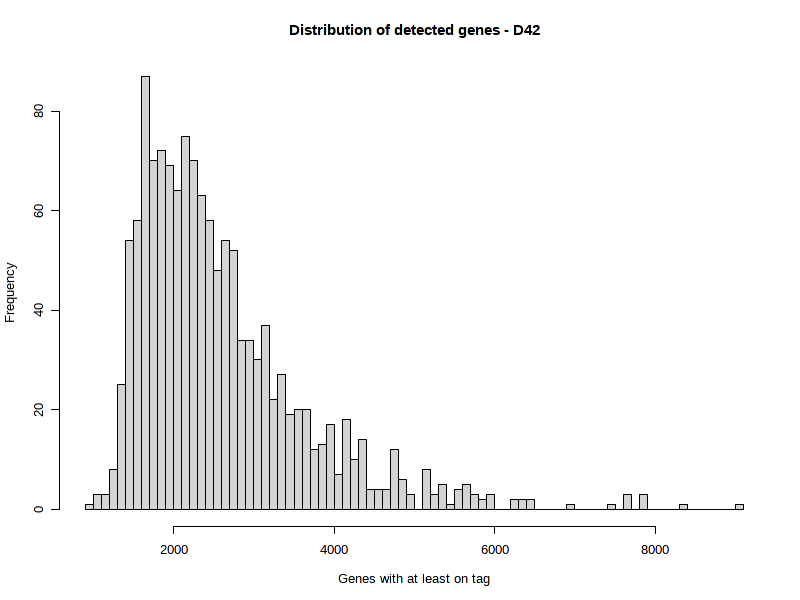 Distribution of detected genes - D42
Frequency
80
60
40
20
0
2000 4000 6000 8000
Genes with at least on tag